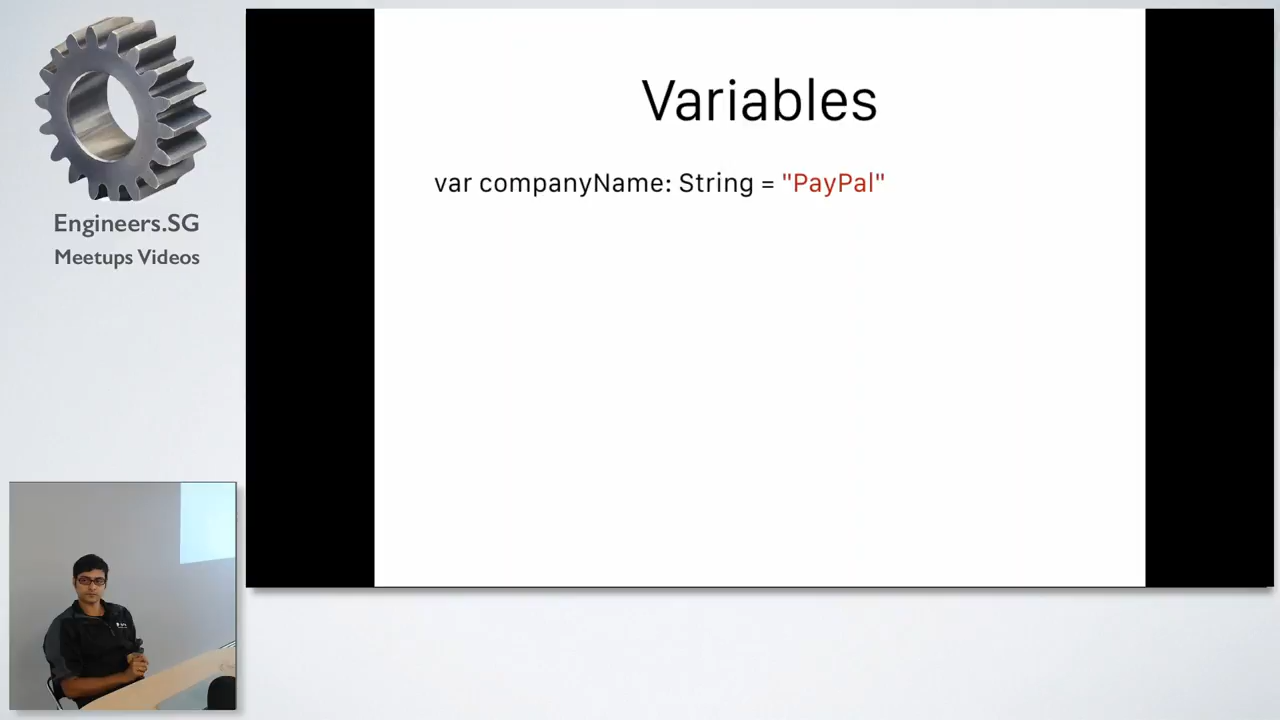 Engineers.SG
Meetups Videos
Variables
var companyName: String = "PayPal"